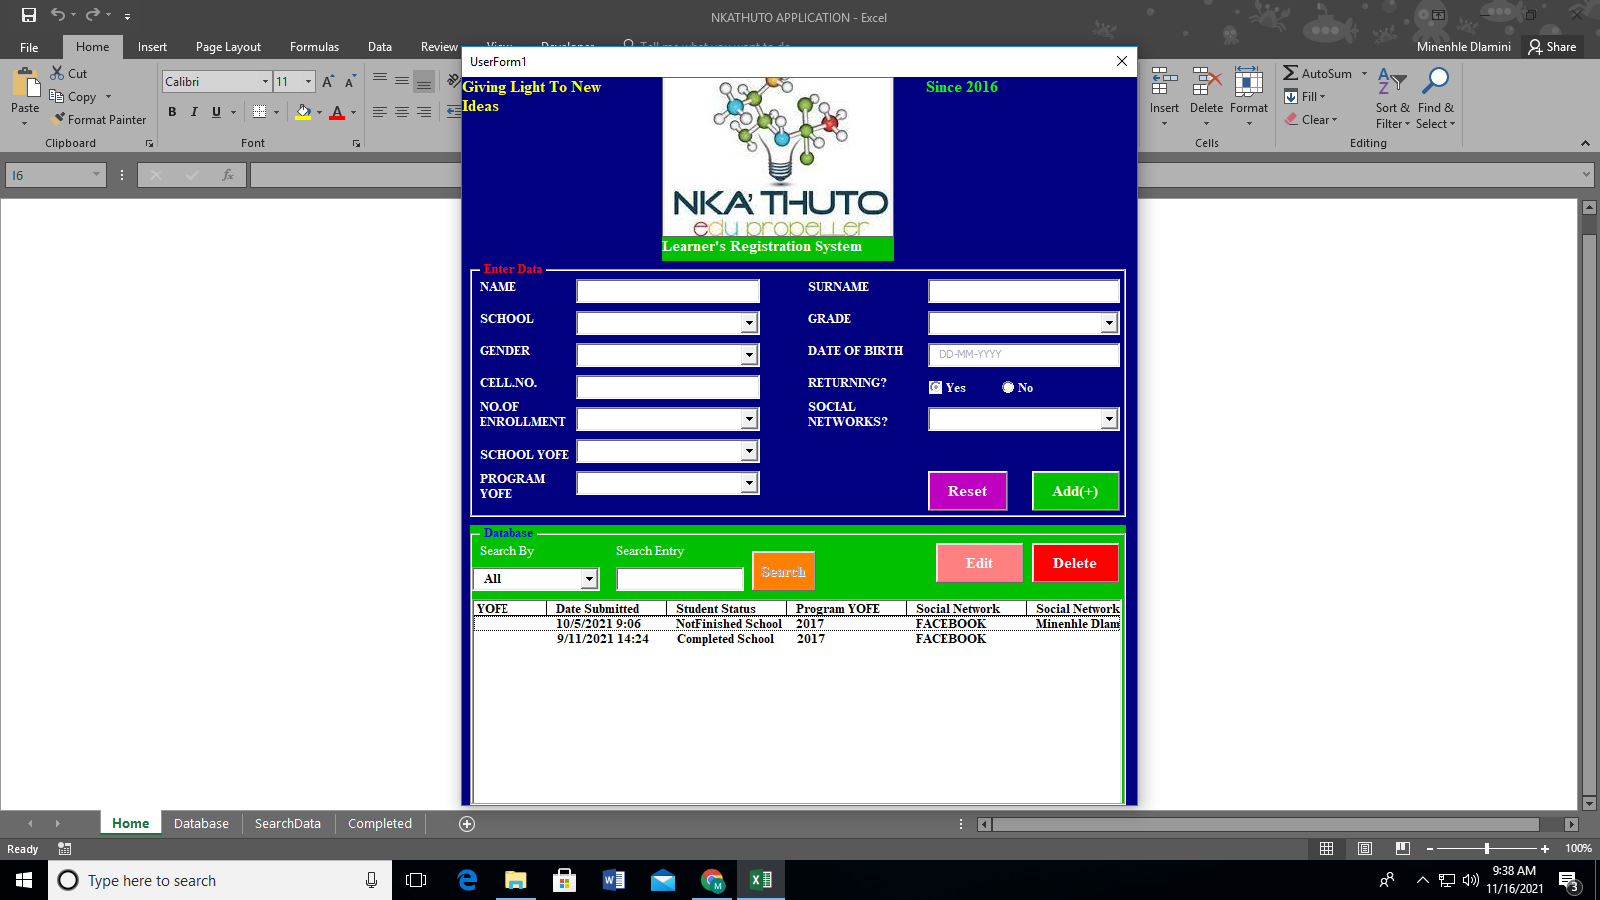 NKATHUTO APPLICATION - Excel
File Home Insert Page Layout Formulas Data Review View Developer Tell me what you want to do Minenhle Dlamini Share
Paste
Cut
Copy
Format Painter
Clipboard
Calibri 11
B I U
Font
Insert Delete Format
Cells
AutoSum
Fill
Clear
Sort & Filter
Find & Select
Editing
I6 fx
UserForm1
Giving Light To New
Ideas
Since 2016
NKA'THUTO
edu propeller
Learner's Registration System
Enter Data
NAME SURNAME
SCHOOL GRADE
GENDER DATE OF BIRTH DD-MM-YYYY
CELL.NO. RETURNING? Yes No
NO.OF ENROLLMENT SOCIAL NETWORKS?
SCHOOL YOFE
PROGRAM YOFE
Reset Add(+)
Database
Search By Search Entry
All Search Edit Delete
YOFE Date Submitted Student Status Program YOFE Social Network Social Network
10/5/2021 9:06 NotFinished School 2017 FACEBOOK Minenhle Dlam
9/11/2021 14:24 Completed School 2017 FACEBOOK
Home Database SearchData Completed
Ready 100%
Type here to search
9:38 AM
11/16/2021
3